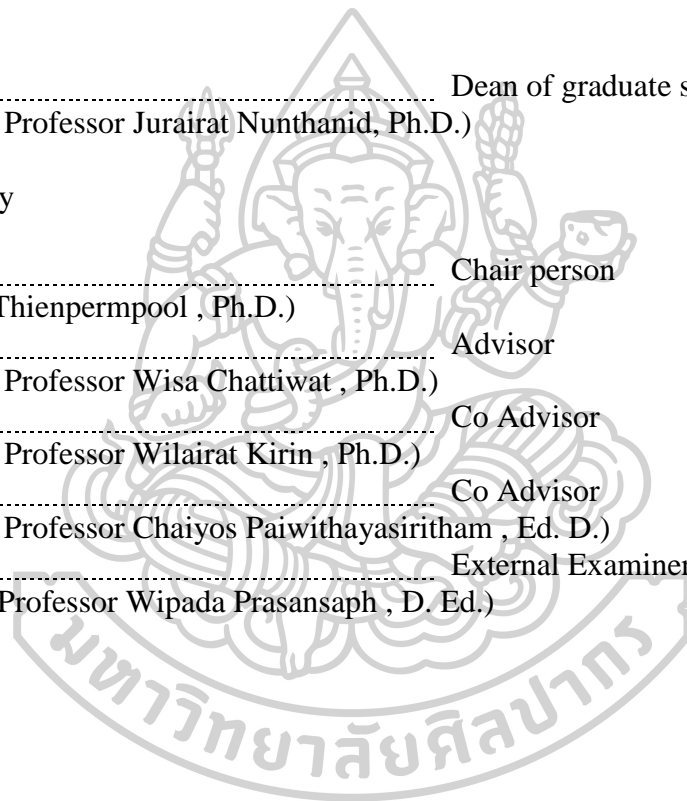 Dean of graduate s
Professor Jurairat Nunthanid, Ph.D.)
y
Chair person
Thienpermpool , Ph.D.)
Advisor
Professor Wisa Chattiwat , Ph.D.)
Co Advisor
Professor Wilairat Kirin , Ph.D.)
Co Advisor
Professor Chaiyos Paiwithayasiritham , Ed. D.)
External Examiner
Professor Wipada Prasansaph , D. Ed.)
มหาวิทยาลัยศิลปากร